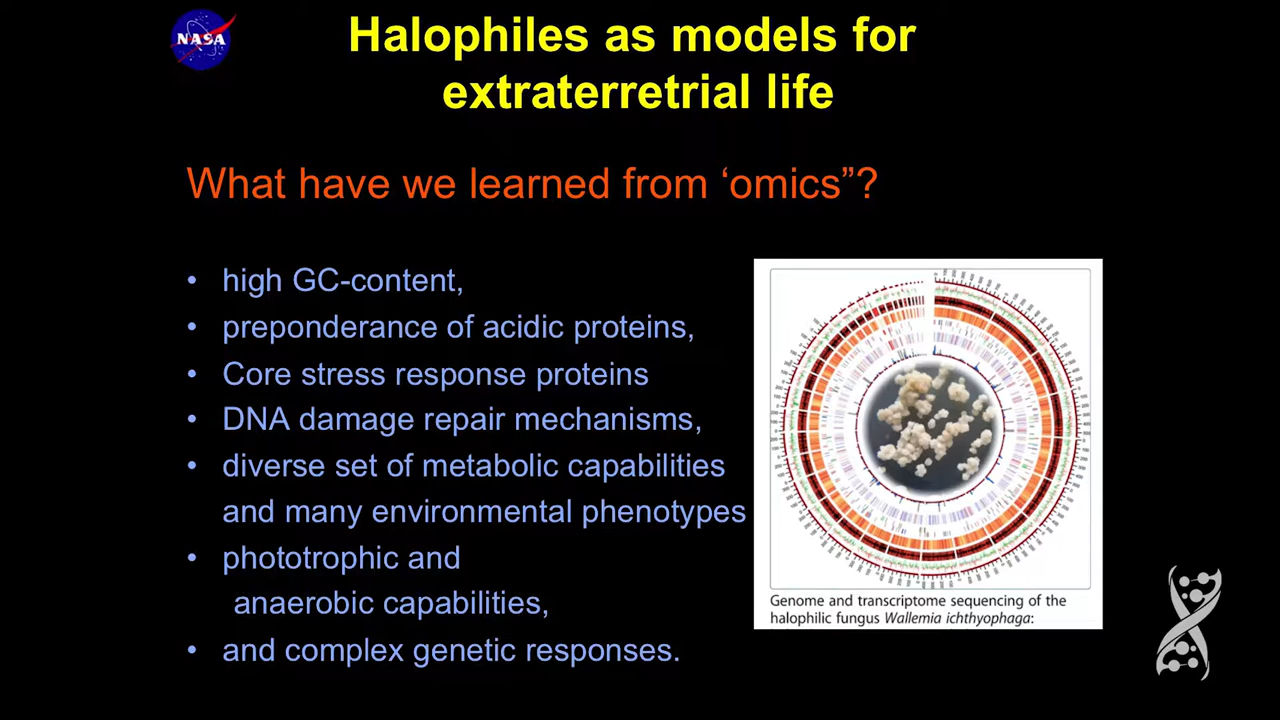 NASA
Halophiles as models for
extraterretrial life
What have we learned from ‘omics”?
• high GC-content,
• preponderance of acidic proteins,
• Core stress response proteins
• DNA damage repair mechanisms,
• diverse set of metabolic capabilities
and many environmental phenotypes
• phototrophic and
anaerobic capabilities,
• and complex genetic responses.
Genome and transcriptome sequencing of the
halophilic fungus Wallemia ichthyophaga: